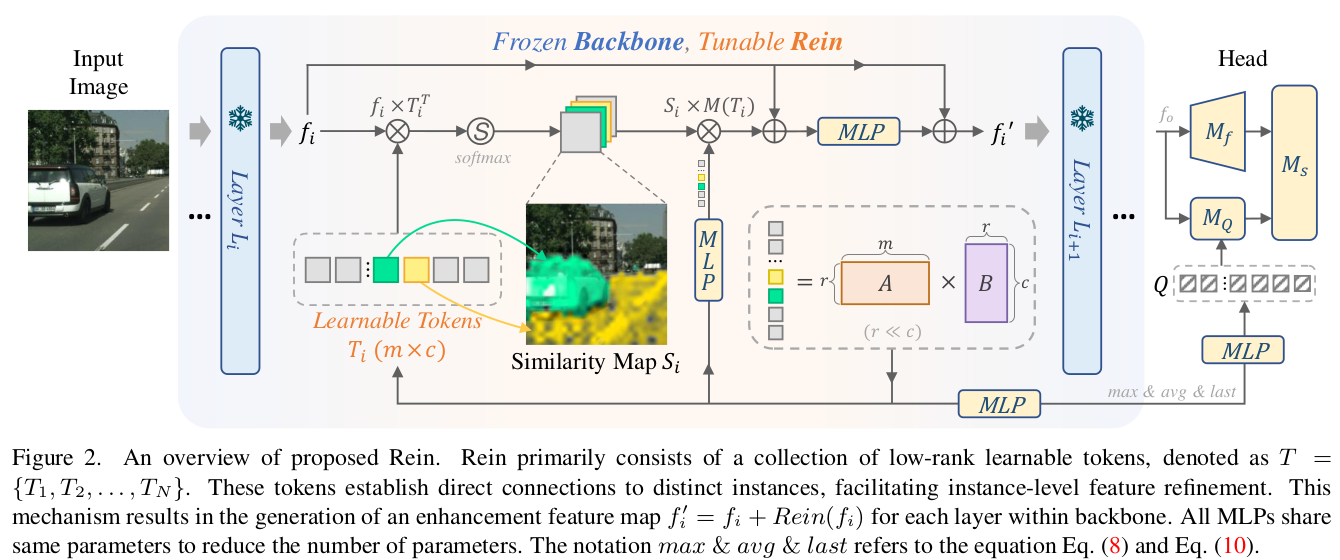 Frozen Backbone, Tunable Rein
Input
Image
Head
Layer L_i
f_i
f_i × T_i^T
S
softmax
S_i × M(T_i)
MLP
f_i′
Layer L_{i+1}
f_o
M_f
M_s
M_Q
Q
MLP
...
...
Learnable Tokens
T_i (m×c)
Similarity Map S_i
MLP
m
r
r
c
= A × B
(r ≪ c)
MLP
max & avg & last
Figure 2. An overview of proposed Rein. Rein primarily consists of a collection of low-rank learnable tokens, denoted as T =
{T_1, T_2, . . . , T_N}. These tokens establish direct connections to distinct instances, facilitating instance-level feature refinement. This
mechanism results in the generation of an enhancement feature map f_i′ = f_i + Rein(f_i) for each layer within backbone. All MLPs share
same parameters to reduce the number of parameters. The notation max & avg & last refers to the equation Eq. (8) and Eq. (10).